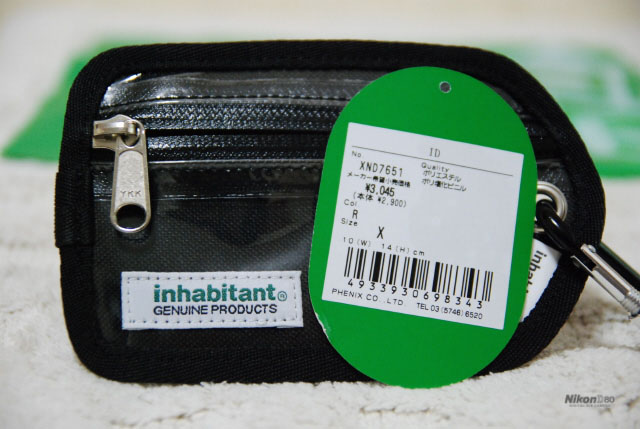 YKK
inhabitant®
GENUINE PRODUCTS
ID
No XND7651
Quality
ポリエステル
ポリ塩化ビニル
メーカー希望小売価格
¥3,045
(本体 ¥2,900)
Col
R
Size
X
10(W) 14(H)cm
4933930698343
PHENIX CO., LTD TEL 03(5746)6520
inhab
Nikon D80